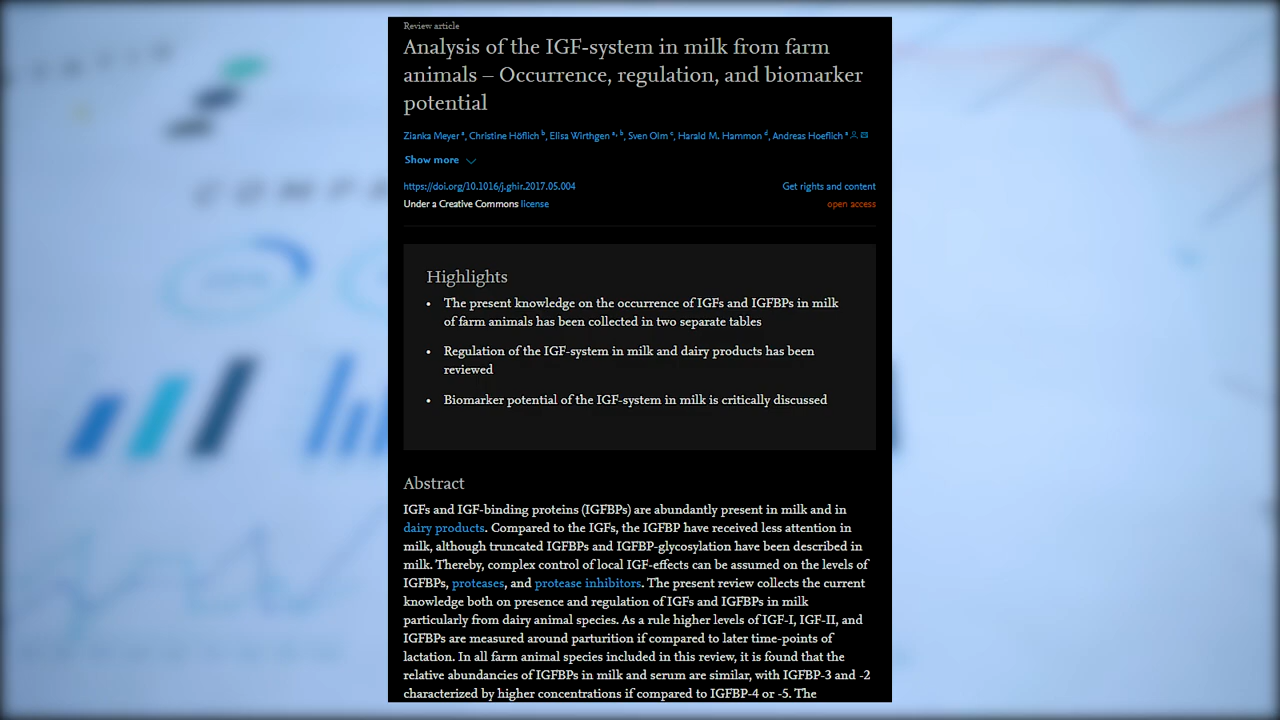 Review article
Analysis of the IGF-system in milk from farm
animals – Occurrence, regulation, and biomarker
potential
Zianka Meyer a, Christine Höflich b, Elisa Wirthgen a, b, Sven Olm c, Harald M. Hammon d, Andreas Hoeflich a
Show more
https://doi.org/10.1016/j.ghir.2017.05.004 Get rights and content
Under a Creative Commons license open access
Highlights
• The present knowledge on the occurrence of IGFs and IGFBPs in milk
of farm animals has been collected in two separate tables
• Regulation of the IGF-system in milk and dairy products has been
reviewed
• Biomarker potential of the IGF-system in milk is critically discussed
Abstract
IGFs and IGF-binding proteins (IGFBPs) are abundantly present in milk and in
dairy products. Compared to the IGFs, the IGFBP have received less attention in
milk, although truncated IGFBPs and IGFBP-glycosylation have been described in
milk. Thereby, complex control of local IGF-effects can be assumed on the levels of
IGFBPs, proteases, and protease inhibitors. The present review collects the current
knowledge both on presence and regulation of IGFs and IGFBPs in milk
particularly from dairy animal species. As a rule higher levels of IGF-I, IGF-II, and
IGFBPs are measured around parturition if compared to later time-points of
lactation. In all farm animal species included in this review, it is found that the
relative abundancies of IGFBPs in milk and serum are similar, with IGFBP-3 and -2
characterized by higher concentrations if compared to IGFBP-4 or -5. The